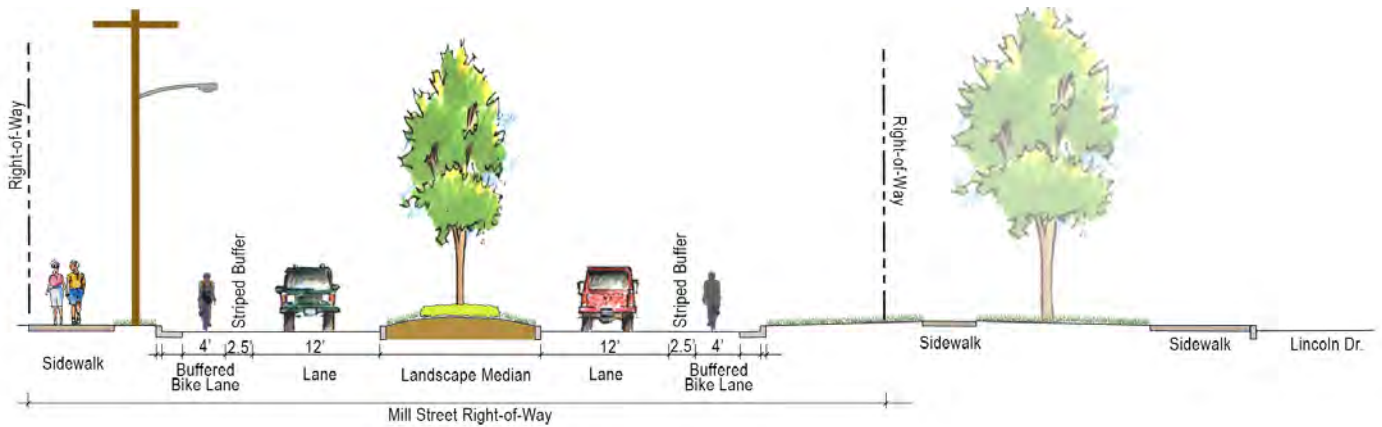 Right-of-Way
Striped Buffer
Striped Buffer
Right-of-Way
4' 2.5' 12' 12' 2.5' 4'
Sidewalk
Buffered
Bike Lane
Lane
Landscape Median
Lane
Buffered
Bike Lane
Sidewalk
Sidewalk
Lincoln Dr.
Mill Street Right-of-Way